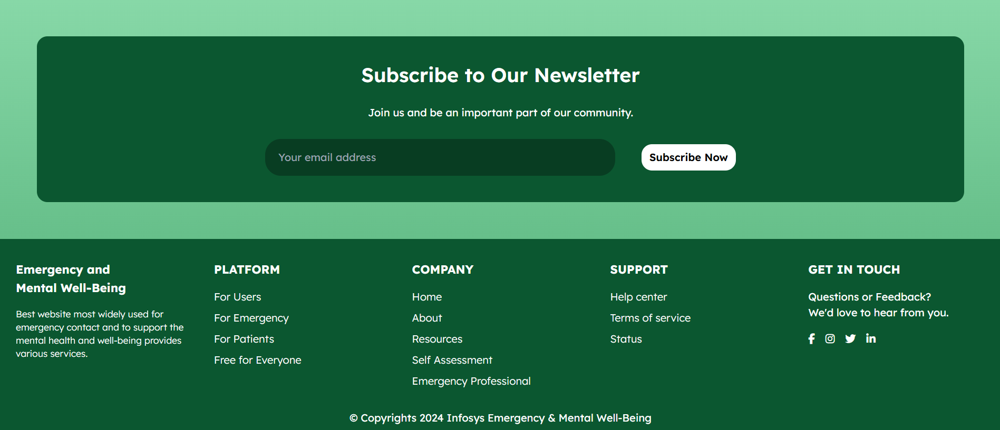 Subscribe to Our Newsletter
Join us and be an important part of our community.
Your email address
Subscribe Now
Emergency and
Mental Well-Being
Best website most widely used for
emergency contact and to support the
mental health and well-being provides
various services.
PLATFORM
For Users
For Emergency
For Patients
Free for Everyone
COMPANY
Home
About
Resources
Self Assessment
Emergency Professional
SUPPORT
Help center
Terms of service
Status
GET IN TOUCH
Questions or Feedback?
We'd love to hear from you.
© Copyrights 2024 Infosys Emergency & Mental Well-Being